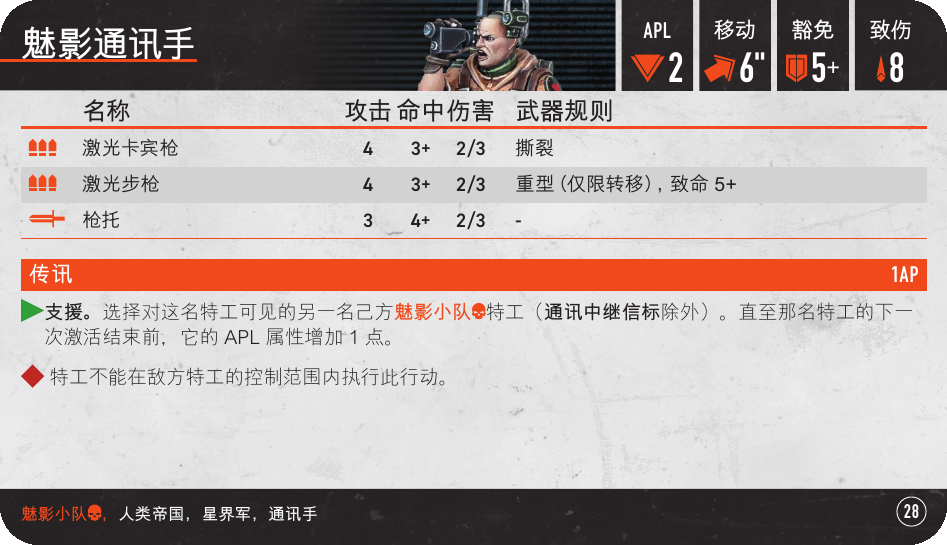 魅影通讯手
APL 移动 豁免 致伤
2 6" 5+ 8
名称 攻击 命中 伤害 武器规则
激光卡宾枪 4 3+ 2/3 撕裂
激光步枪 4 3+ 2/3 重型（仅限转移），致命 5+
枪托 3 4+ 2/3 -
传讯 1AP
支援。选择对这名特工可见的另一名己方魅影小队特工（通讯中继信标除外）。直至那名特工的下一
次激活结束前，它的 APL 属性增加 1 点。
特工不能在敌方特工的控制范围内执行此行动。
魅影小队，人类帝国，星界军，通讯手
28